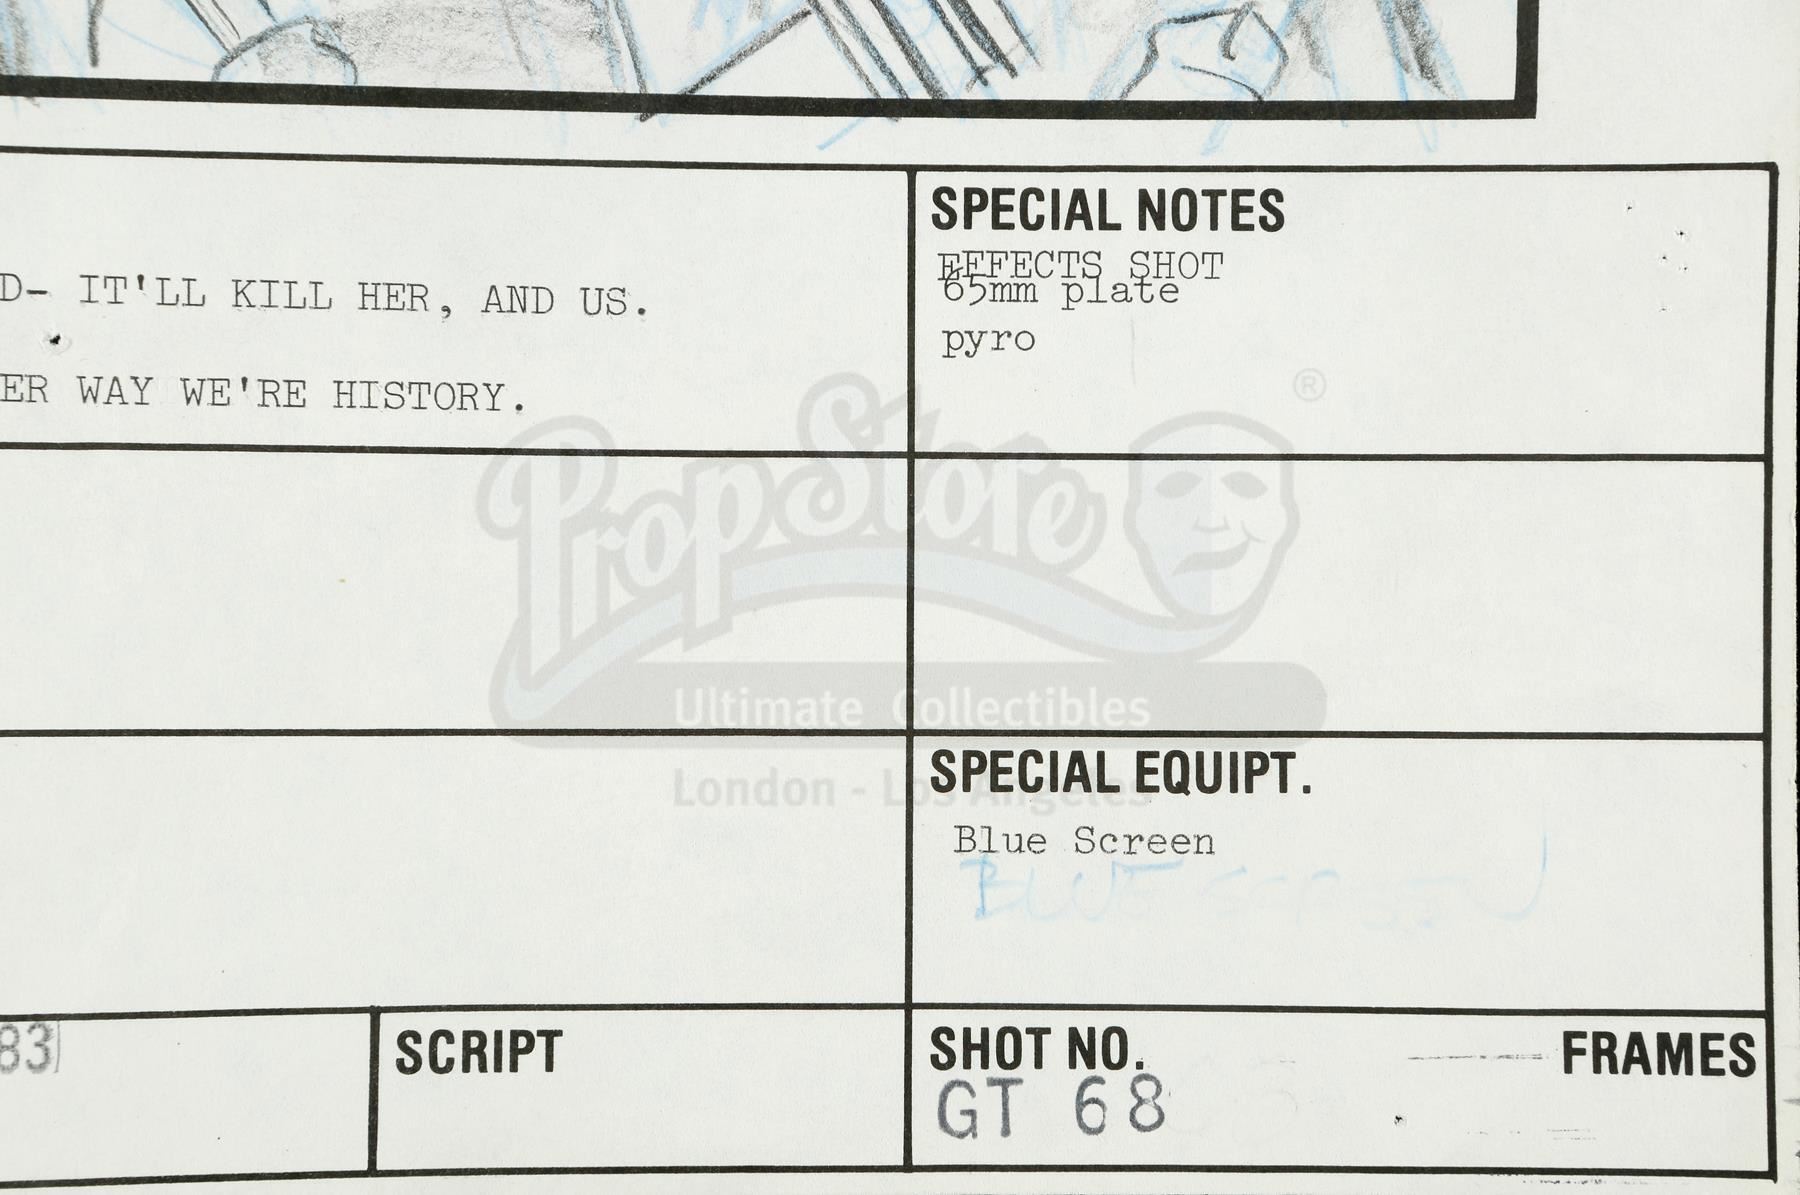 SPECIAL NOTES
EFFECTS SHOT
65mm plate
pyro
D- IT'LL KILL HER, AND US.
ER WAY WE'RE HISTORY.
PropStore ®
Ultimate Collectibles
London - Los Angeles
SPECIAL EQUIPT.
Blue Screen
BLUE SCREEN
83
SCRIPT
SHOT NO.
GT 68
FRAMES